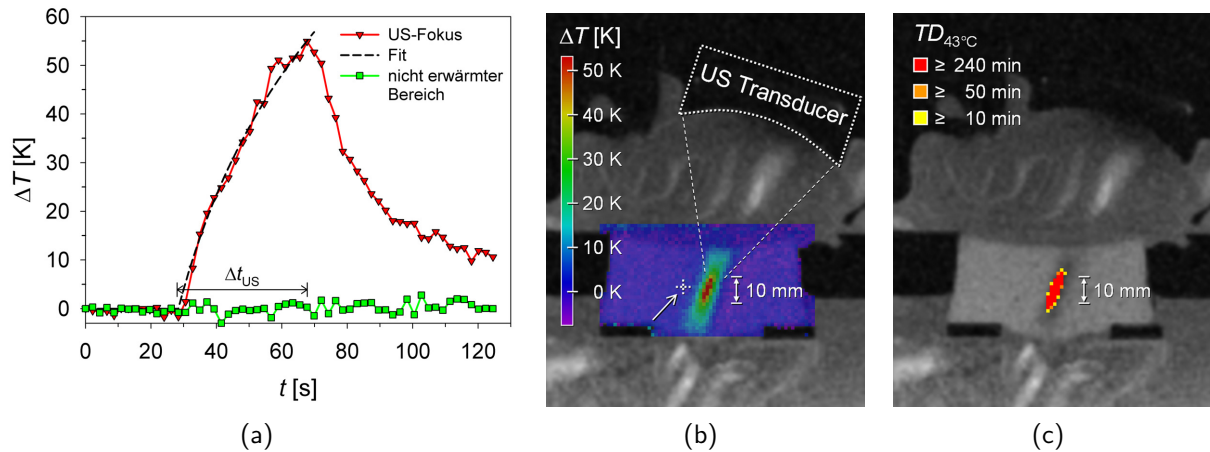 60
50
40
30
20
10
0
ΔT [K]
0 20 40 60 80 100 120
t [s]
US-Fokus
Fit
nicht erwärmter
Bereich
Δt_US
(a)
ΔT [K]
50 K
40 K
30 K
20 K
10 K
0 K
US Transducer
10 mm
(b)
TD_43°C
≥ 240 min
≥ 50 min
≥ 10 min
10 mm
(c)